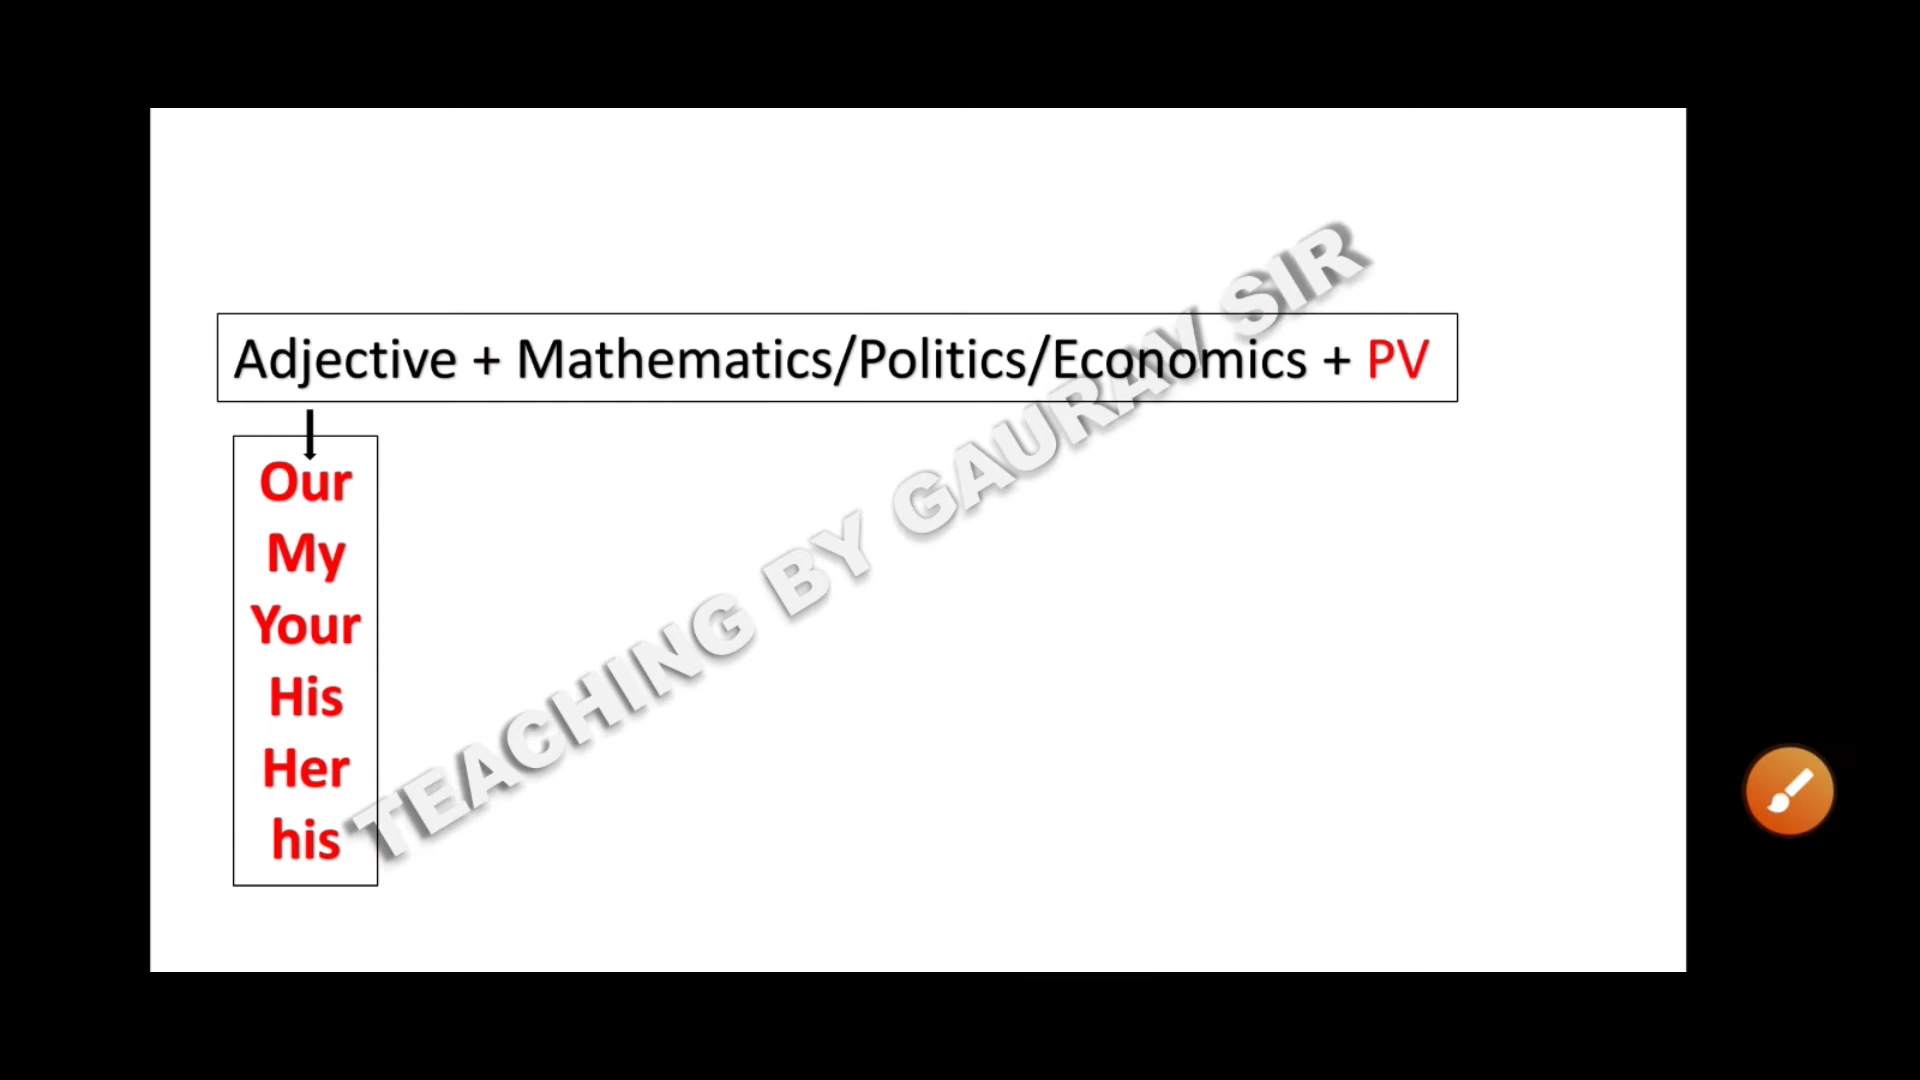 Adjective + Mathematics/Politics/Economics + PV
Our
My
Your
His
Her
his
TEACHING BY GAURAV SIR